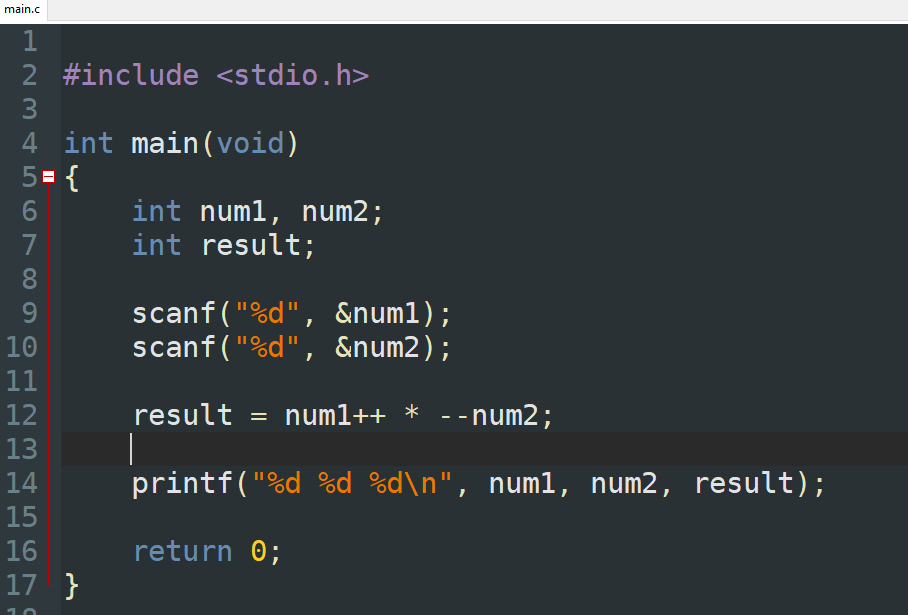 main.c
1
2 #include <stdio.h>
3
4 int main(void)
5 {
6     int num1, num2;
7     int result;
8
9     scanf("%d", &num1);
10     scanf("%d", &num2);
11
12     result = num1++ * --num2;
13
14     printf("%d %d %d\n", num1, num2, result);
15
16     return 0;
17 }
18